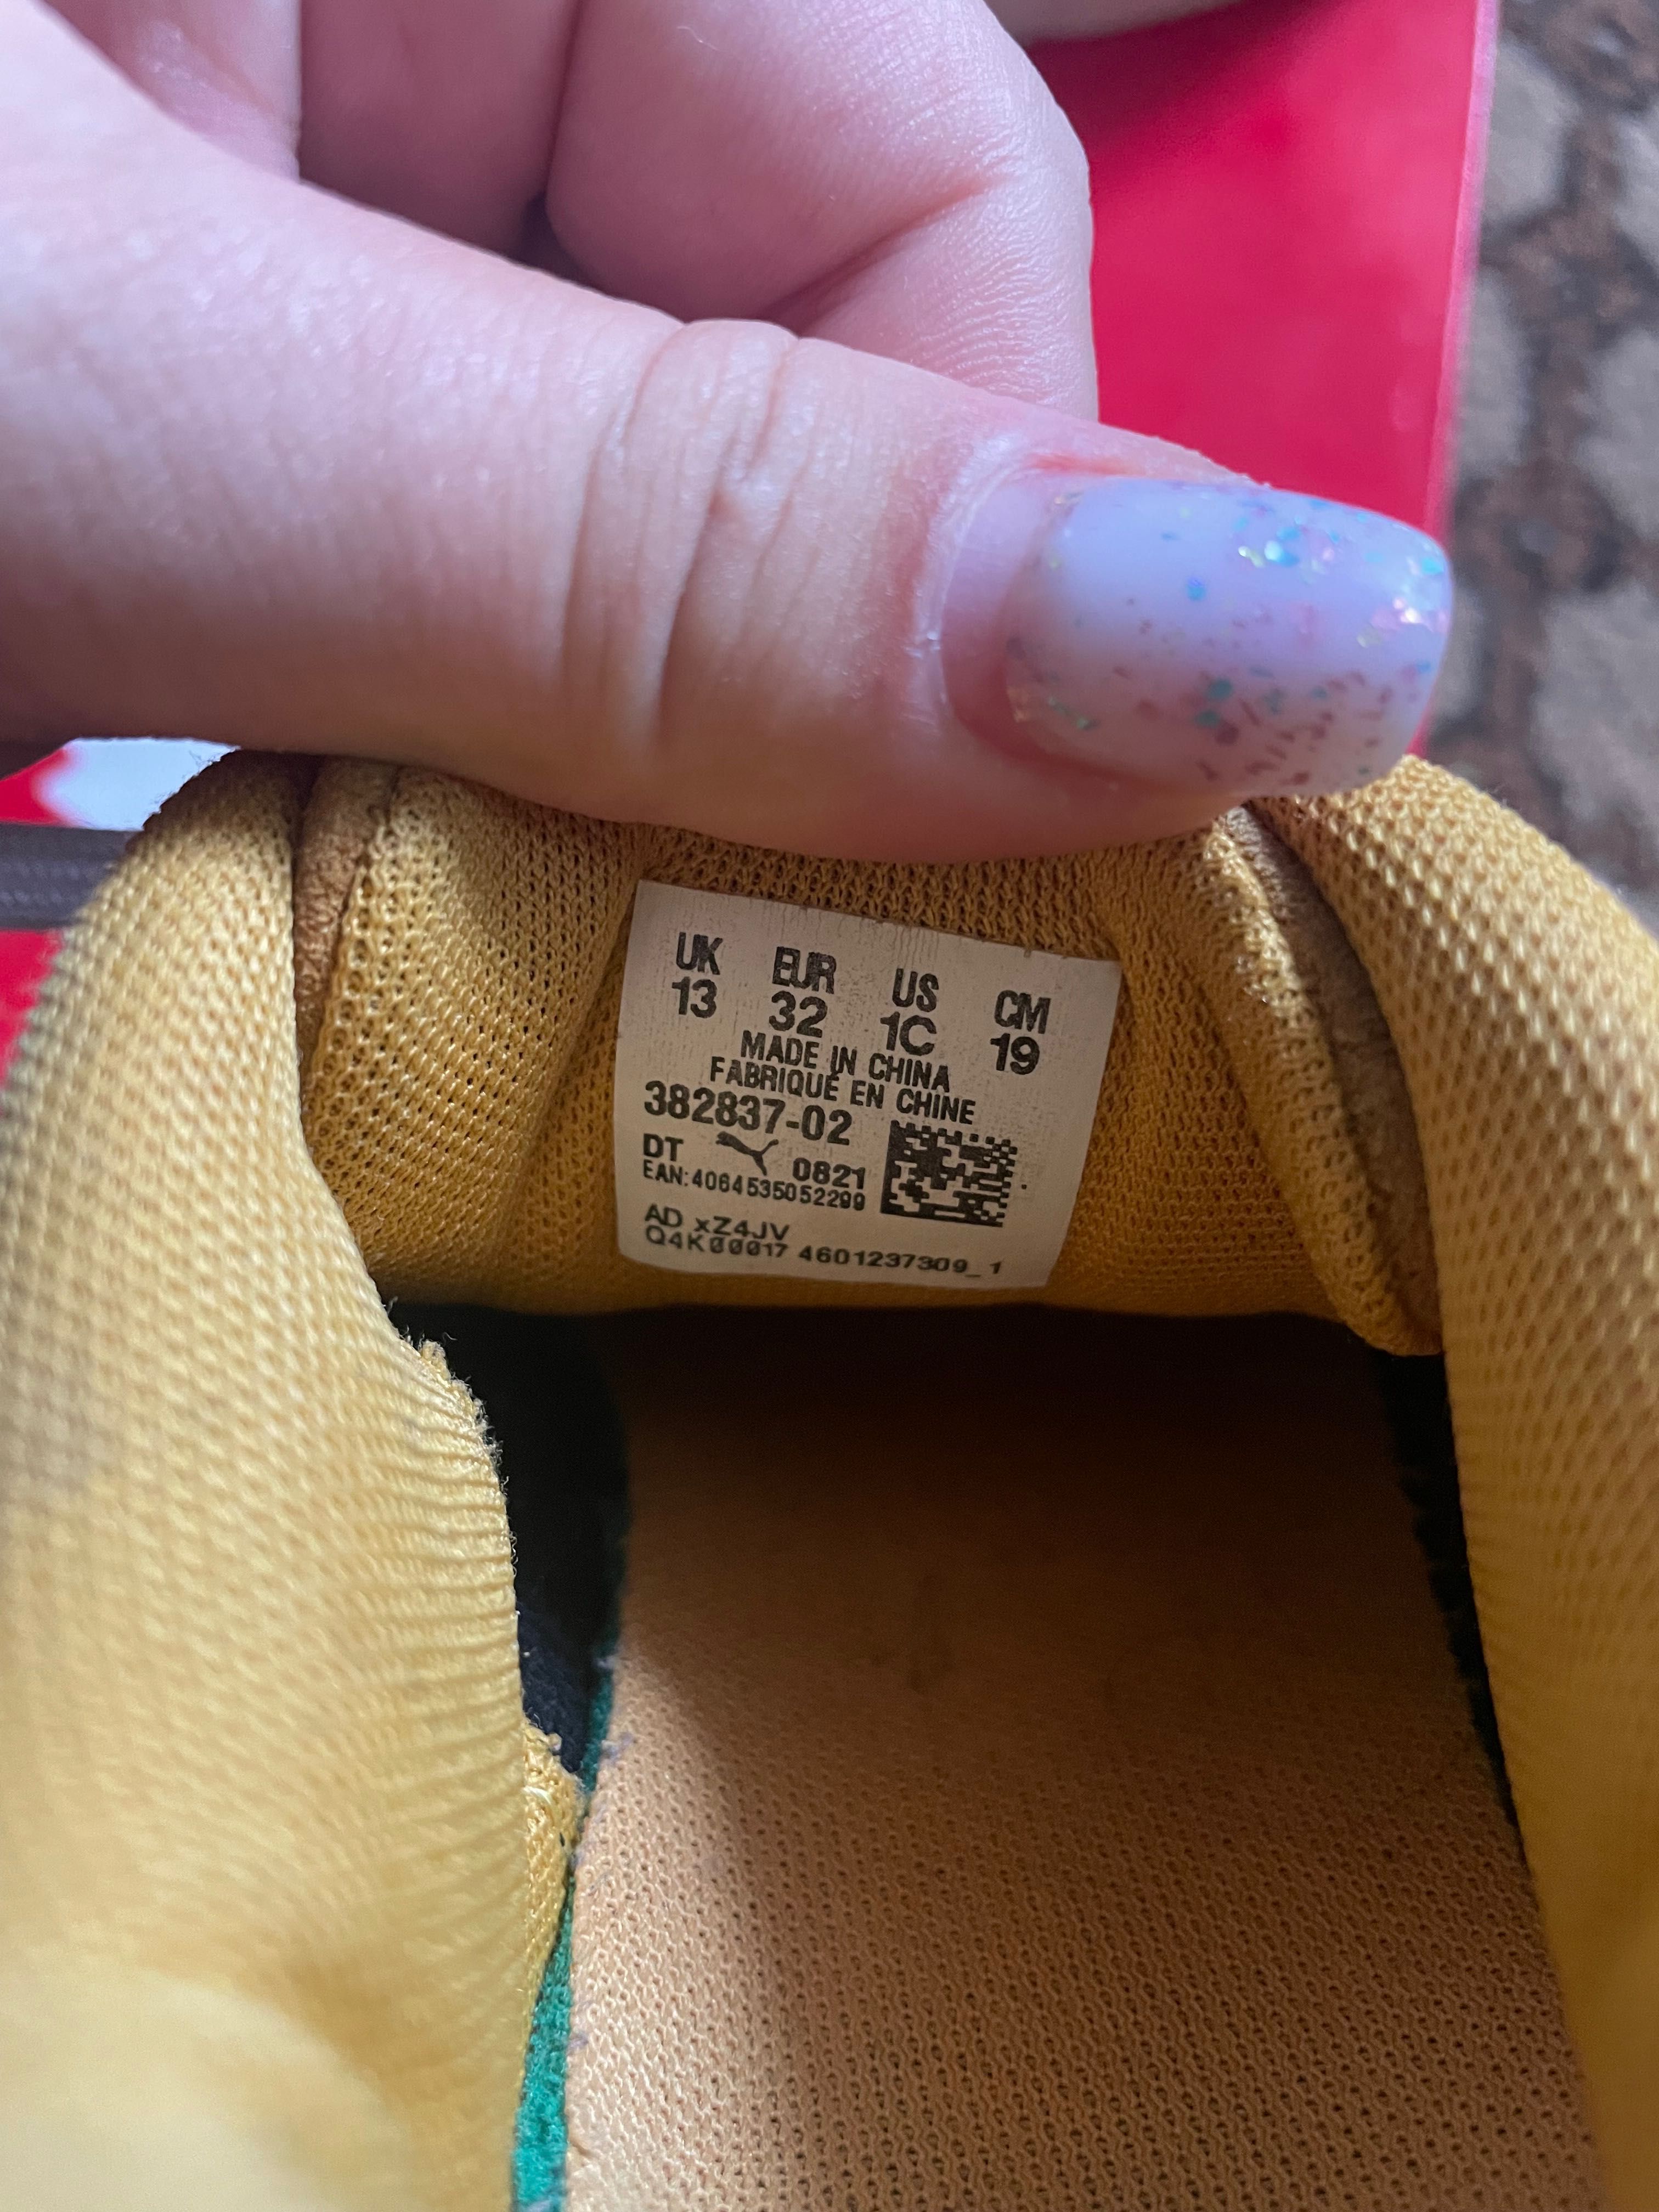 UK EUR US CM
13 32 1C 19
MADE IN CHINA
FABRIQUÉ EN CHINE
382837-02
DT 0821
EAN:4064535052299
AD xZ4JV
Q4K00017 4601237309_1